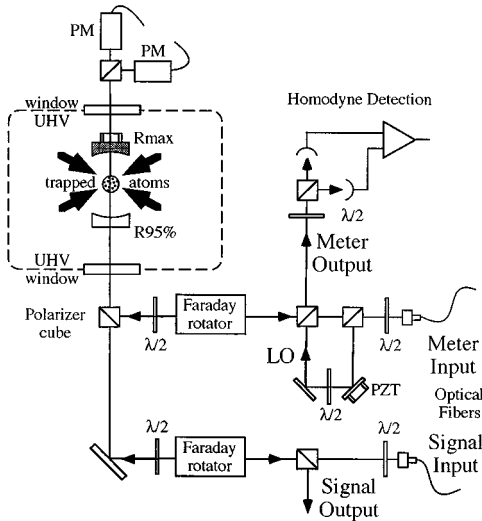 PM
PM
window
UHV
Rmax
trapped atoms
R95%
UHV
window
Homodyne Detection
λ/2
Meter
Output
Polarizer
cube
λ/2
Faraday
rotator
LO
λ/2
PZT
λ/2
Meter
Input
Optical
Fibers
λ/2
Faraday
rotator
λ/2
Signal
Input
Signal
Output